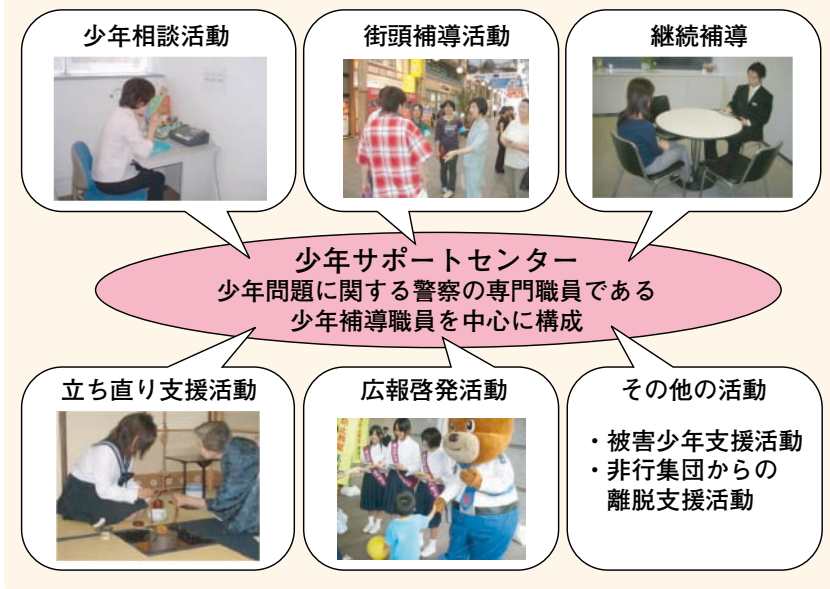 少年相談活動
街頭補導活動
継続補導
少年サポートセンター
少年問題に関する警察の専門職員である
少年補導職員を中心に構成
立ち直り支援活動
広報啓発活動
その他の活動
・被害少年支援活動
・非行集団からの
離脱支援活動